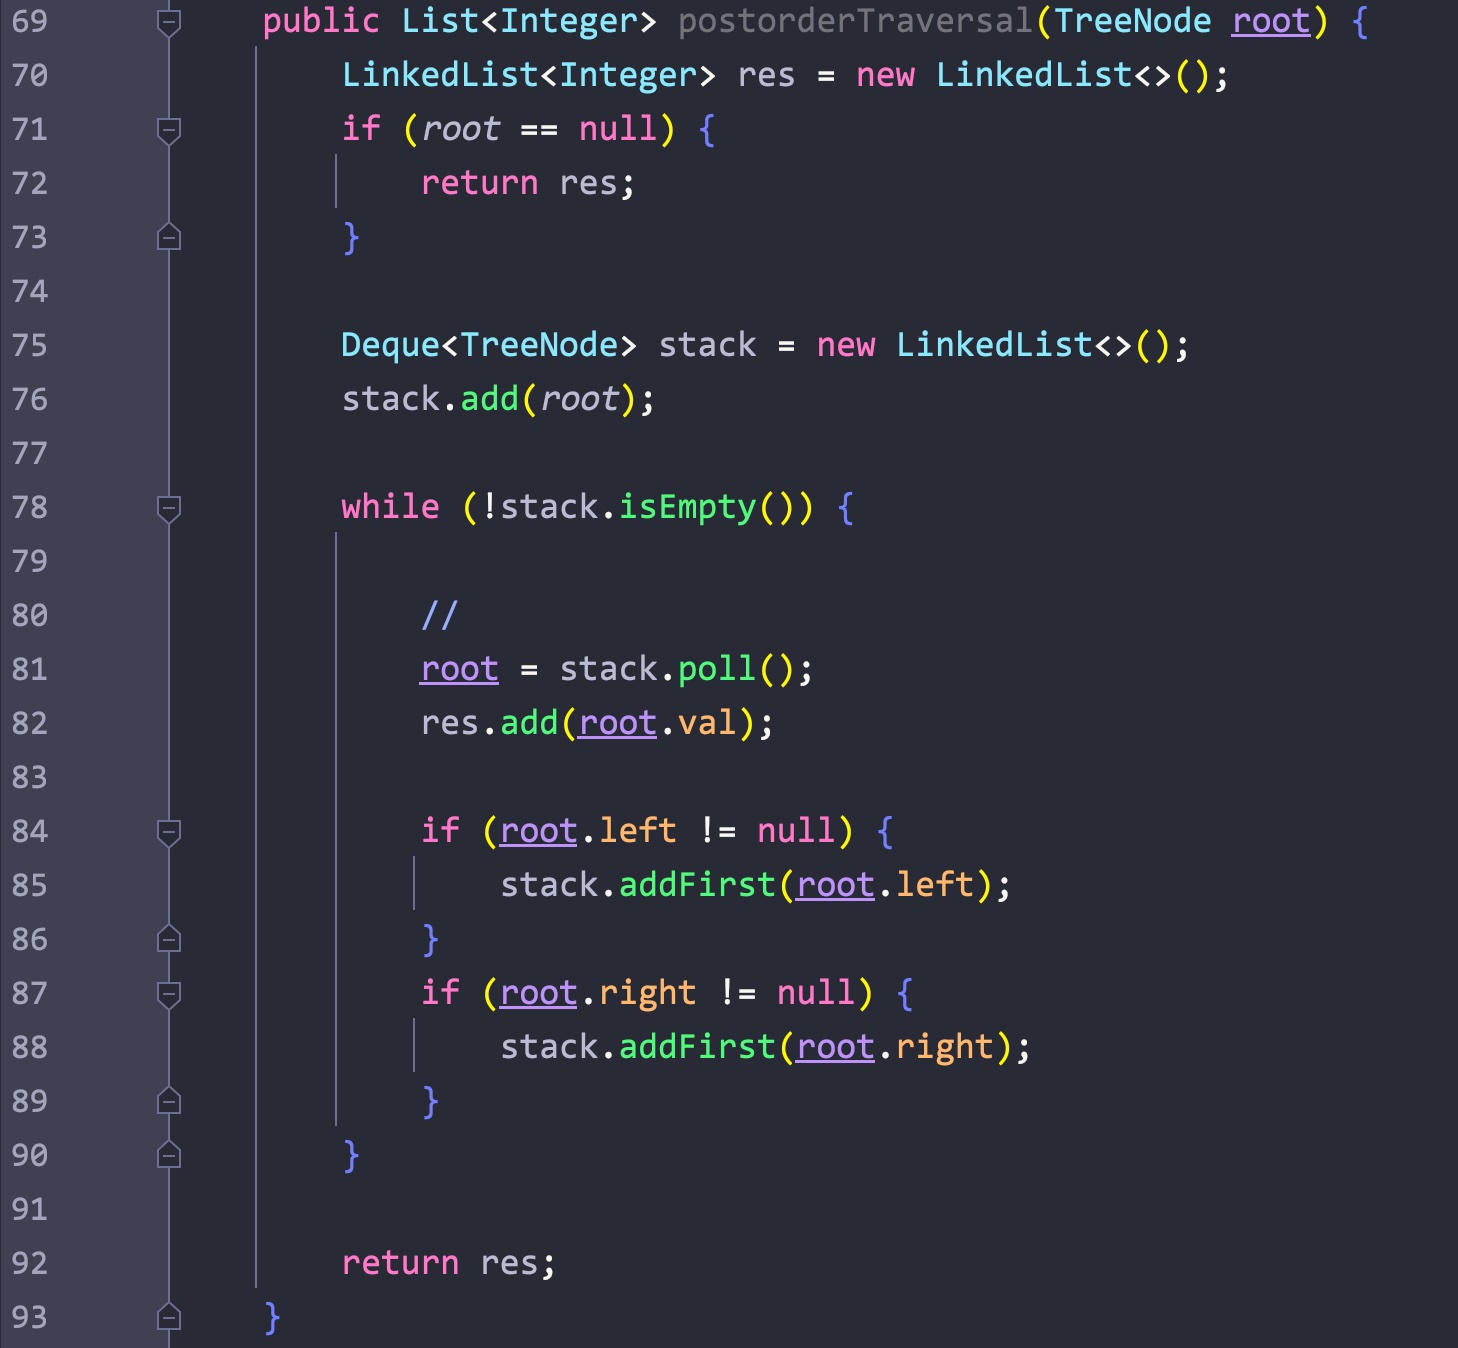 69 public List<Integer> postorderTraversal(TreeNode root) {
70 LinkedList<Integer> res = new LinkedList<>();
71 if (root == null) {
72 return res;
73 }
74
75 Deque<TreeNode> stack = new LinkedList<>();
76 stack.add(root);
77
78 while (!stack.isEmpty()) {
79
80 //
81 root = stack.poll();
82 res.add(root.val);
83
84 if (root.left != null) {
85 stack.addFirst(root.left);
86 }
87 if (root.right != null) {
88 stack.addFirst(root.right);
89 }
90 }
91
92 return res;
93 }